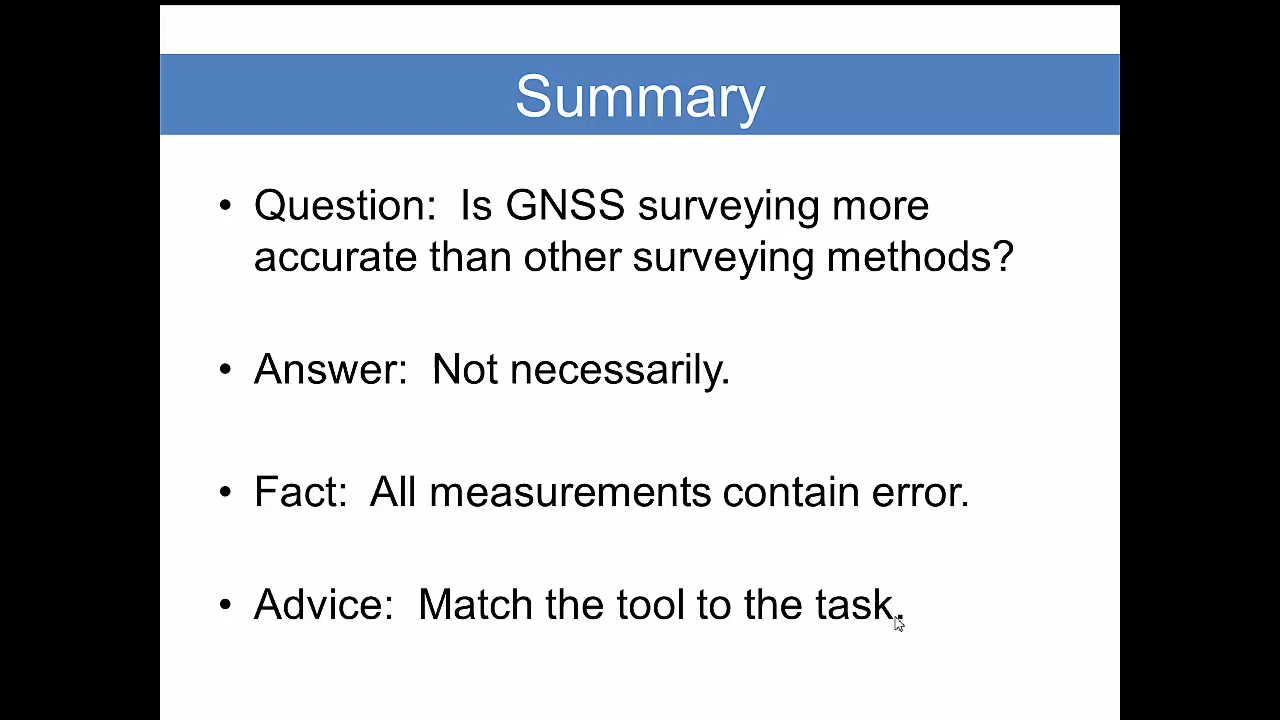 Summary
• Question: Is GNSS surveying more
accurate than other surveying methods?
• Answer: Not necessarily.
• Fact: All measurements contain error.
• Advice: Match the tool to the task.